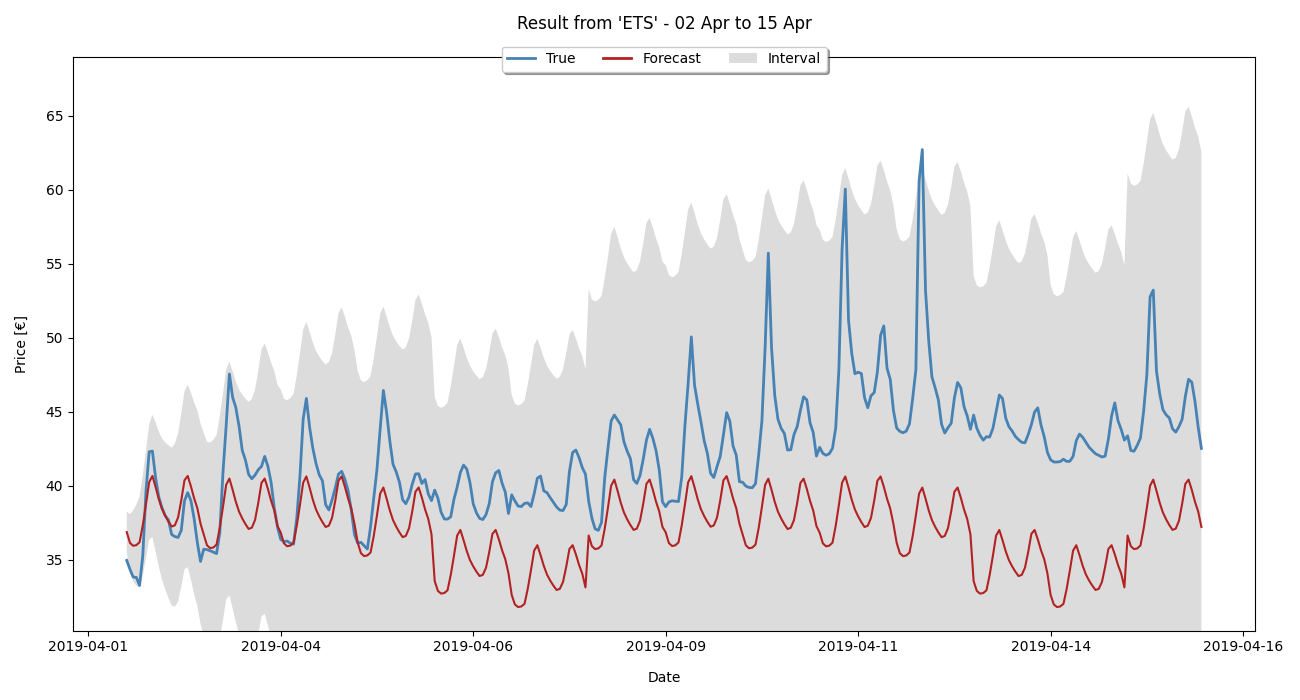 Result from 'ETS' - 02 Apr to 15 Apr
True Forecast Interval
65
60
55
50
45
40
35
Price [€]
2019-04-01 2019-04-04 2019-04-06 2019-04-09 2019-04-11 2019-04-14 2019-04-16
Date